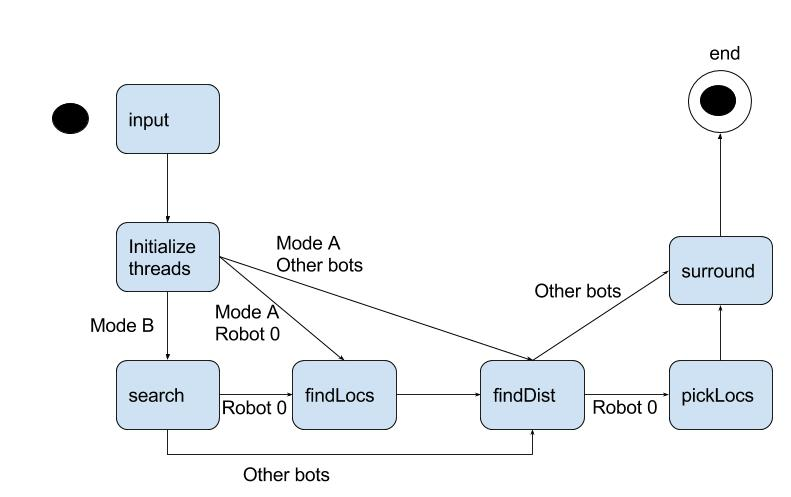 end
input
Initialize
threads
Mode A
Other bots
surround
Other bots
Mode A
Robot 0
Mode B
search
Robot 0
findLocs
findDist
Robot 0
pickLocs
Other bots